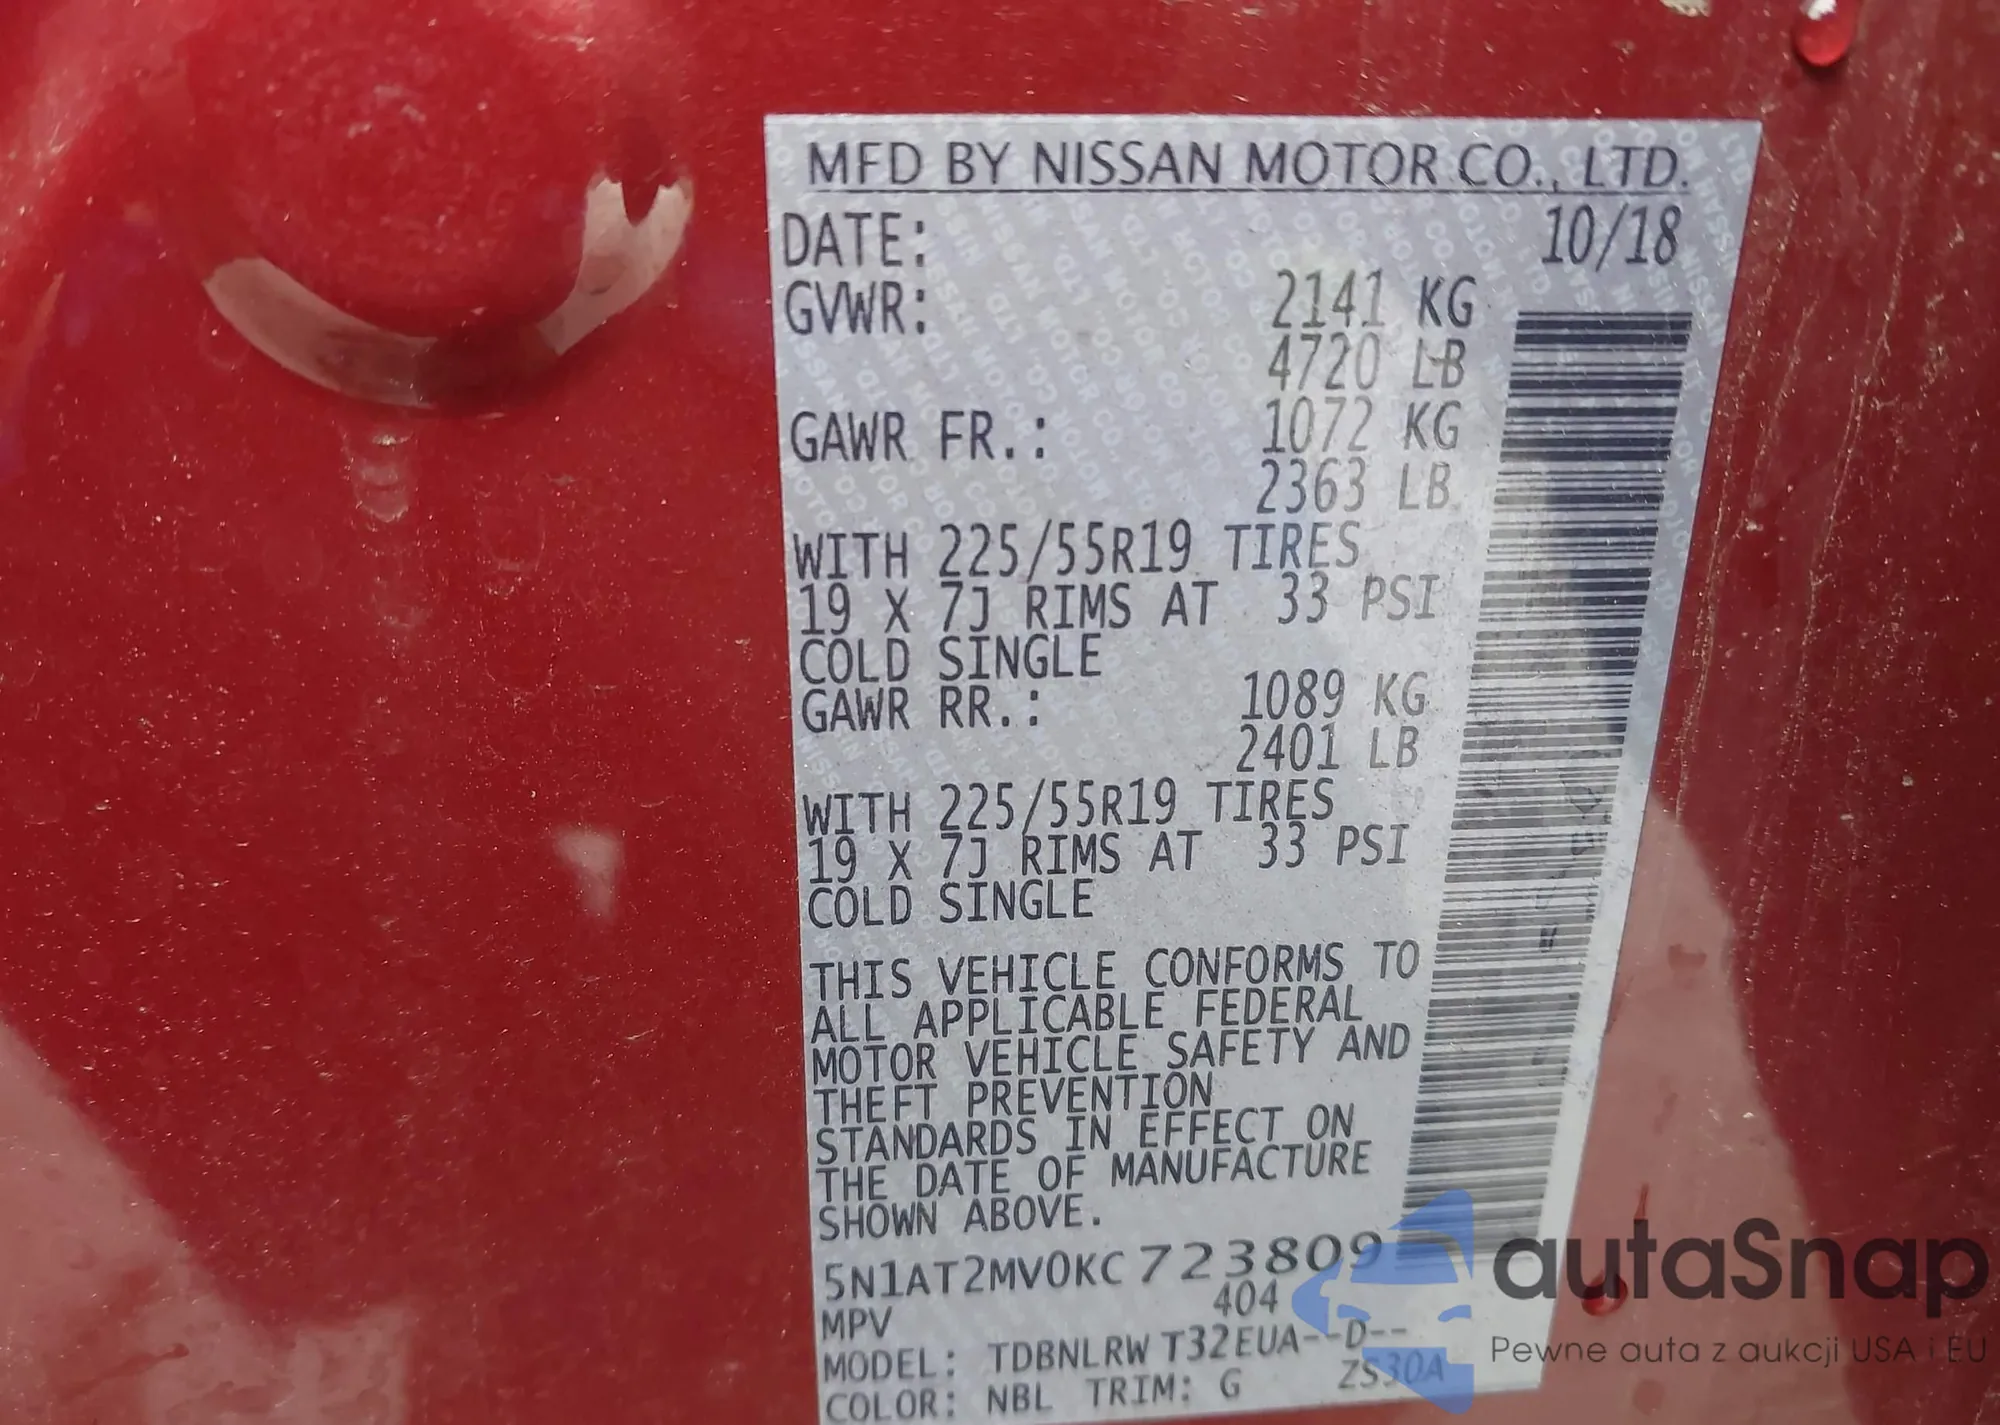 MFD BY NISSAN MOTOR CO., LTD.
DATE: 10/18
GVWR: 2141 KG
4720 LB
GAWR FR.: 1072 KG
2363 LB
WITH 225/55R19 TIRES
19 X 7J RIMS AT 33 PSI
COLD SINGLE
GAWR RR.: 1089 KG
2401 LB
WITH 225/55R19 TIRES
19 X 7J RIMS AT 33 PSI
COLD SINGLE
THIS VEHICLE CONFORMS TO
ALL APPLICABLE FEDERAL
MOTOR VEHICLE SAFETY AND
THEFT PREVENTION
STANDARDS IN EFFECT ON
THE DATE OF MANUFACTURE
SHOWN ABOVE.
5N1AT2MV0KC723809
MPV 404
MODEL: TDBNLRW T32EUA--D--
COLOR: NBL TRIM: G ZS30A
autaSnap
Pewne auta z aukcji USA i EU